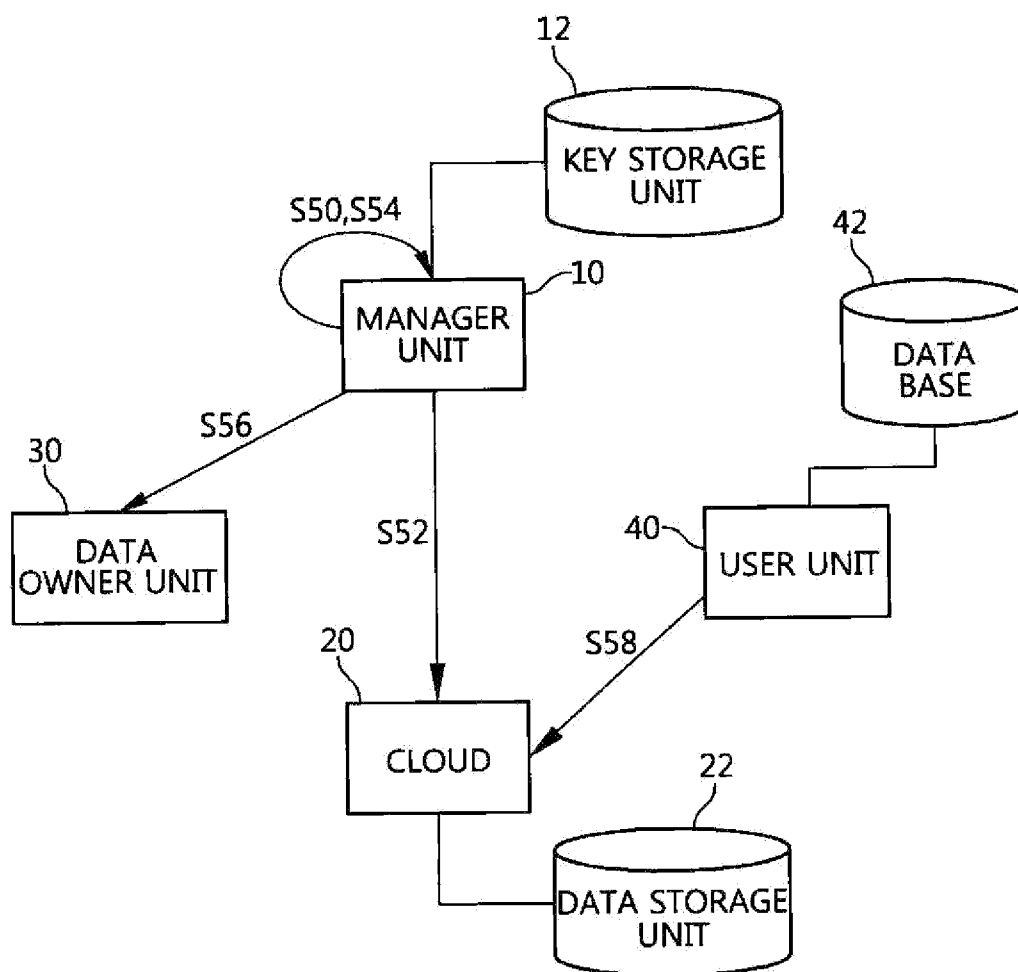 12
KEY STORAGE
UNIT
S50,S54
42
10
MANAGER
UNIT
DATA
BASE
S56
30
S52
40
DATA
OWNER UNIT
USER UNIT
20
S58
CLOUD
22
DATA STORAGE
UNIT